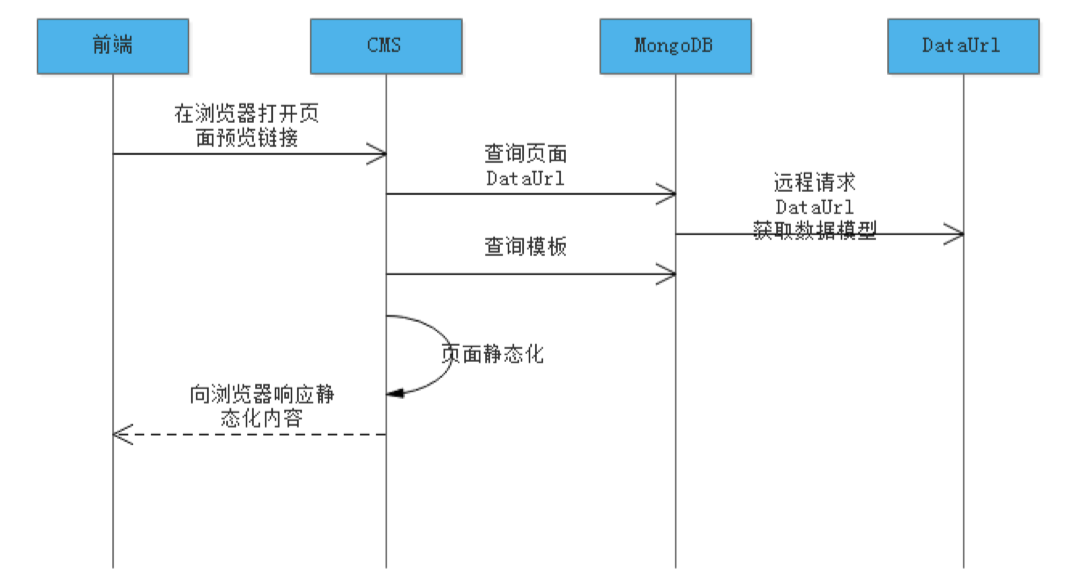 前端
CMS
MongoDB
DataUrl
在浏览器打开页
面预览链接
查询页面
DataUrl
远程请求
DataUrl
获取数据模型
查询模板
页面静态化
向浏览器响应静
态化内容